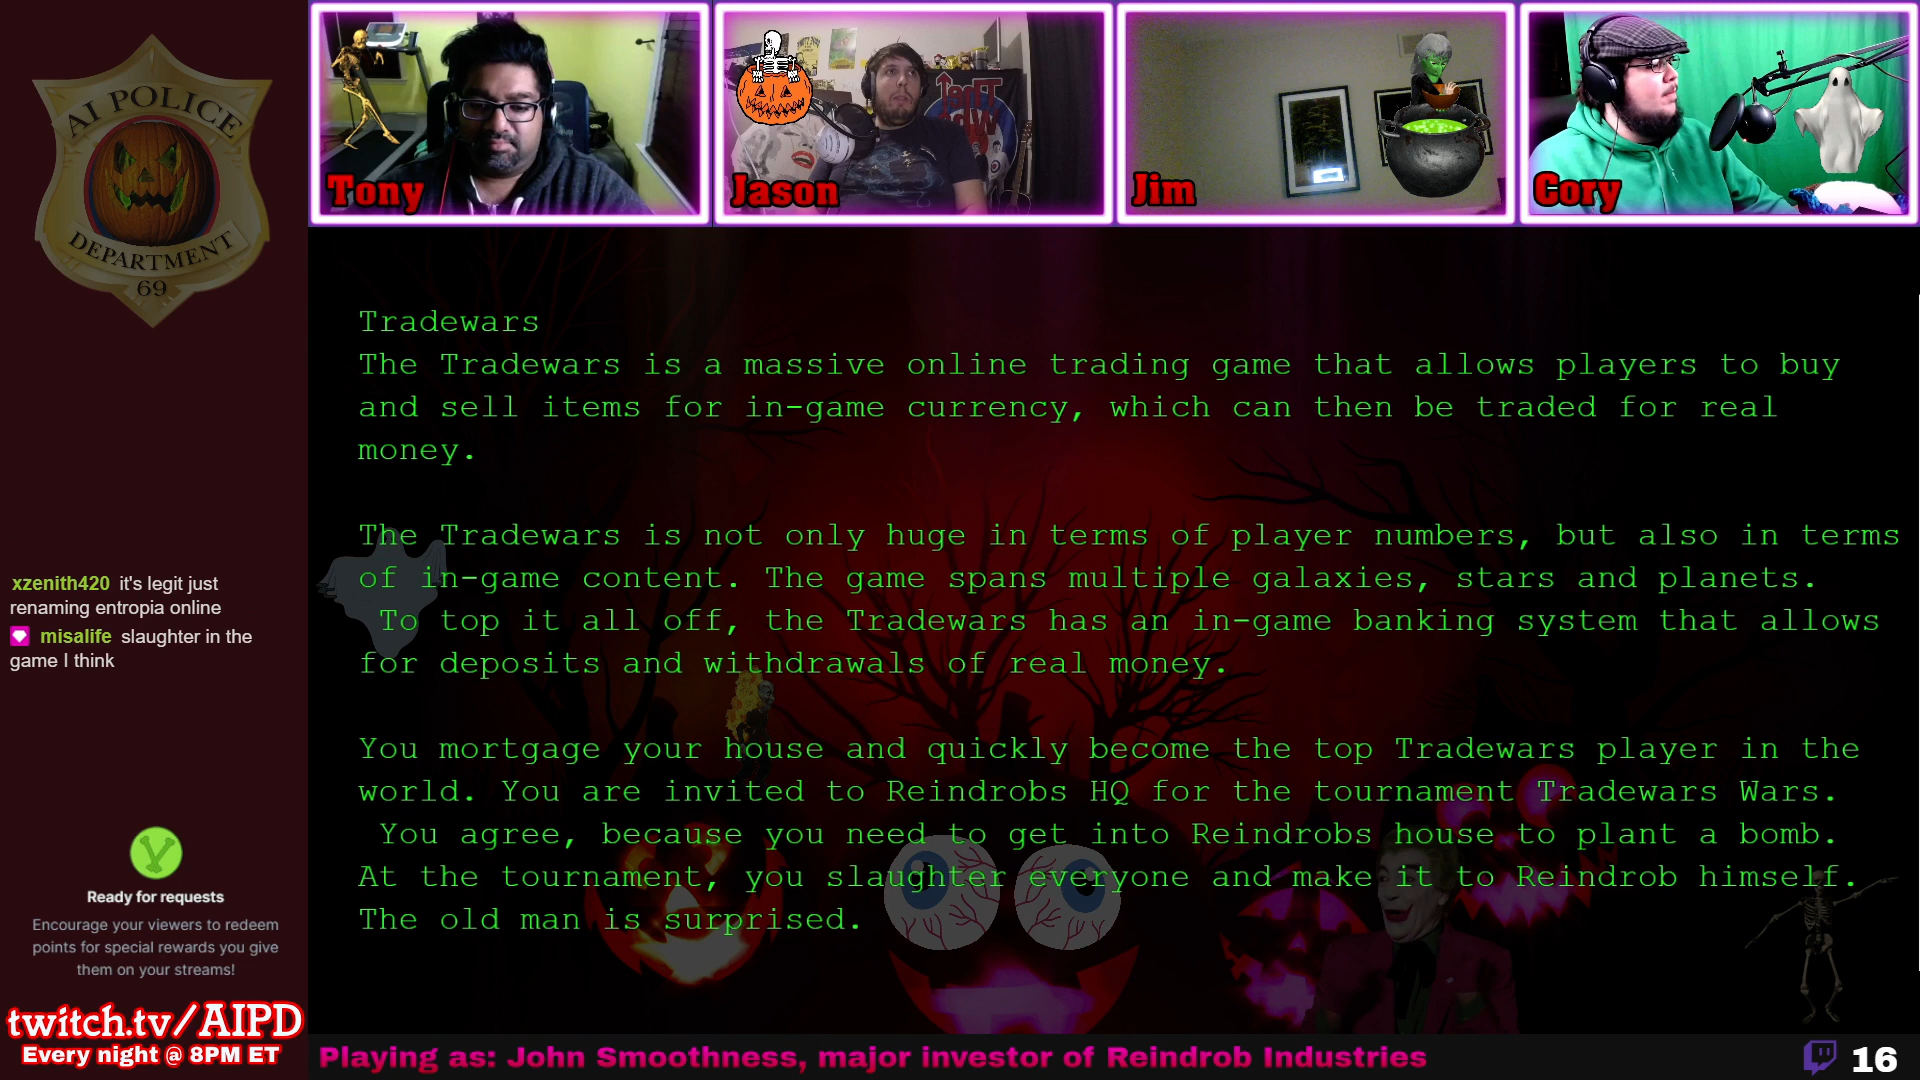 AI POLICE
DEPARTMENT
69
Tony
Jason
Jim
Cory
Tradewars
The Tradewars is a massive online trading game that allows players to buy
and sell items for in-game currency, which can then be traded for real
money.
The Tradewars is not only huge in terms of player numbers, but also in terms
of in-game content. The game spans multiple galaxies, stars and planets.
To top it all off, the Tradewars has an in-game banking system that allows
for deposits and withdrawals of real money.
You mortgage your house and quickly become the top Tradewars player in the
world. You are invited to Reindrobs HQ for the tournament Tradewars Wars.
You agree, because you need to get into Reindrobs house to plant a bomb.
At the tournament, you slaughter everyone and make it to Reindrob himself.
The old man is surprised.
xzenith420 it's legit just
renaming entropia online
misalife slaughter in the
game I think
Ready for requests
Encourage your viewers to redeem
points for special rewards you give
them on your streams!
twitch.tv/AIPD
Every night @ 8PM ET
Playing as: John Smoothness, major investor of Reindrob Industries
16